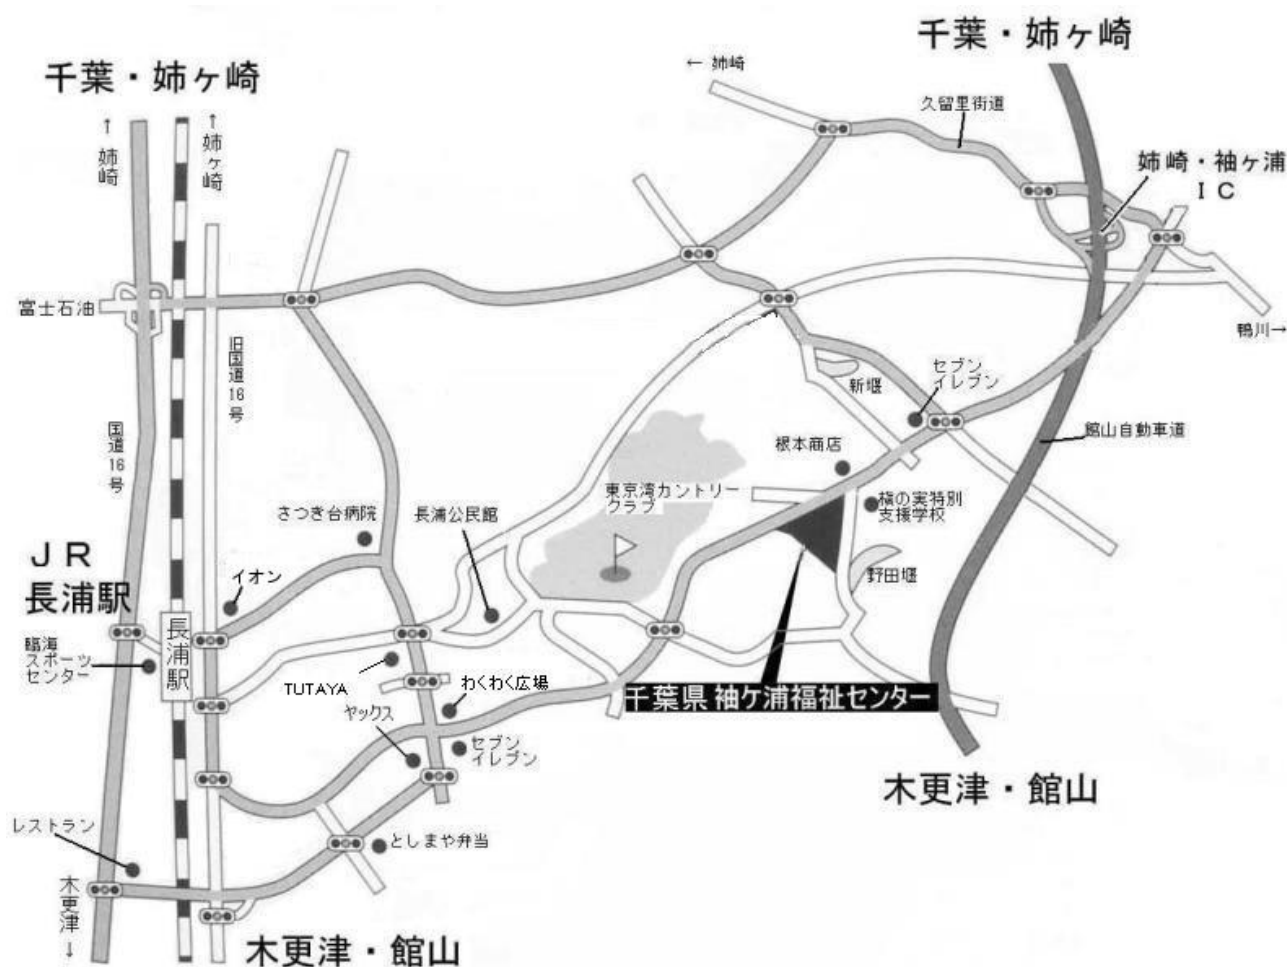 千葉・姉ヶ崎
千葉・姉ヶ崎
← 姉崎
久留里街道
↑姉崎
↑姉ヶ崎
姉崎・袖ヶ浦
ＩＣ
富士石油
鴨川→
旧国道16号
国道16号
新堰
セブン
イレブン
館山自動車道
根本商店
東京湾カントリー
クラブ
槇の実特別
支援学校
さつき台病院
長浦公民館
野田堰
ＪＲ
長浦駅
イオン
長浦駅
臨海
スポーツ
センター
TUTAYA
わくわく広場
千葉県 袖ケ浦福祉センター
ヤックス
セブン
イレブン
木更津・館山
レストラン
としまや弁当
木更津↓
木更津・館山